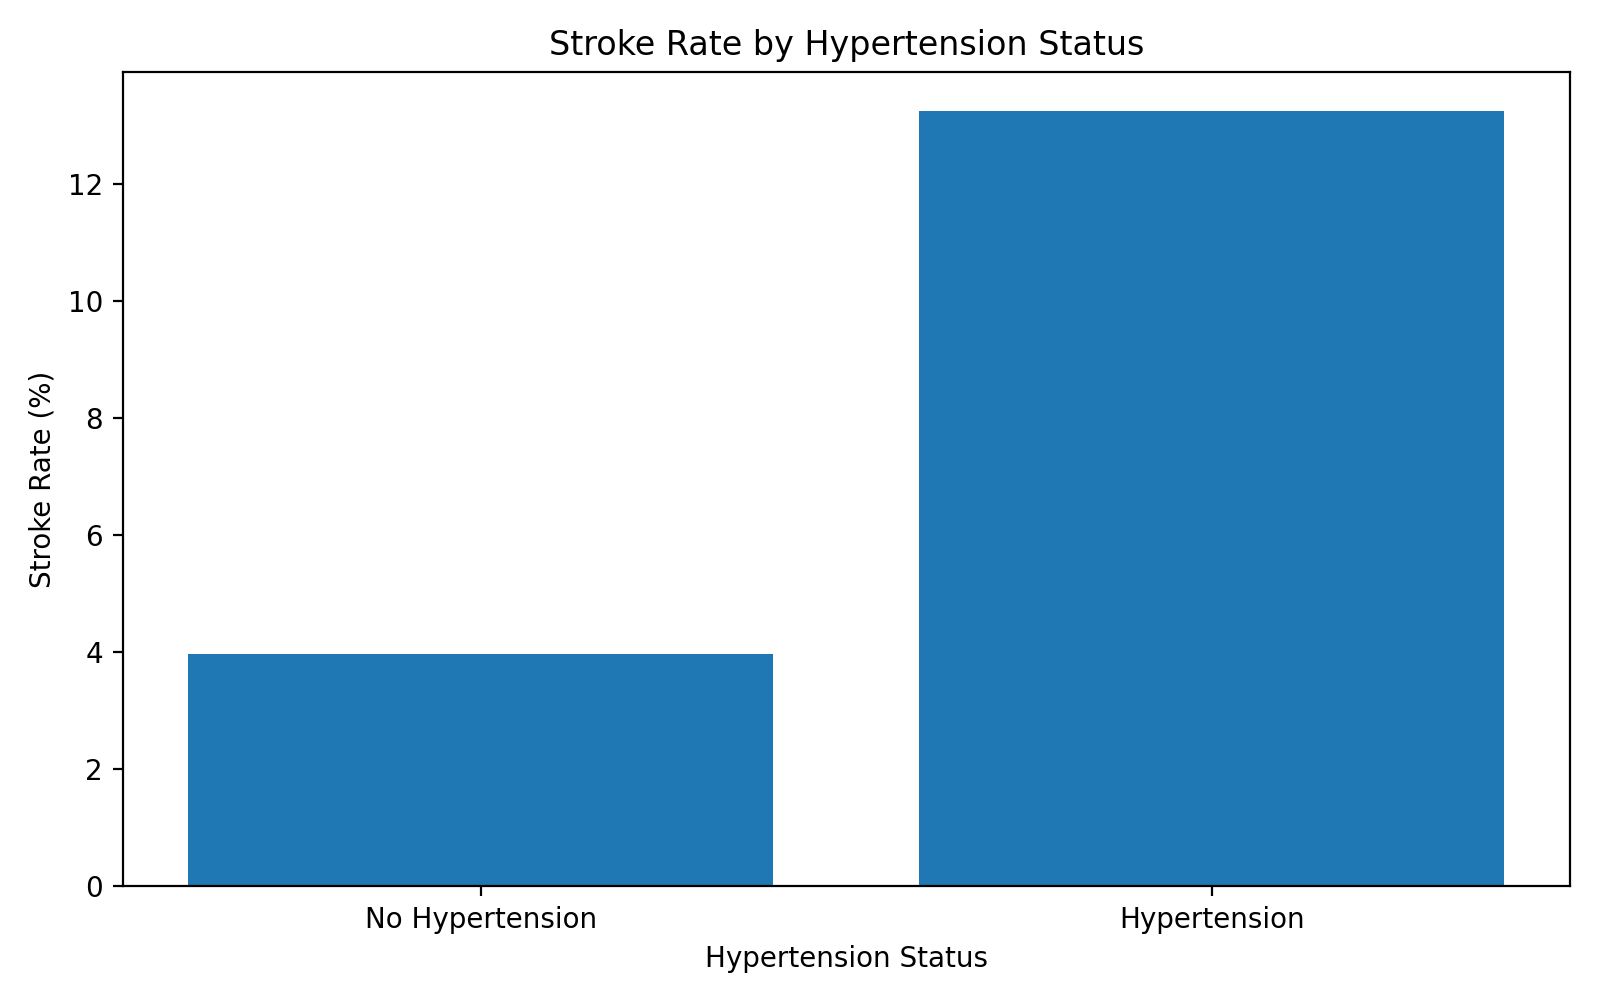 Stroke Rate by Hypertension Status
Stroke Rate (%)
12
10
8
6
4
2
0
No Hypertension
Hypertension
Hypertension Status